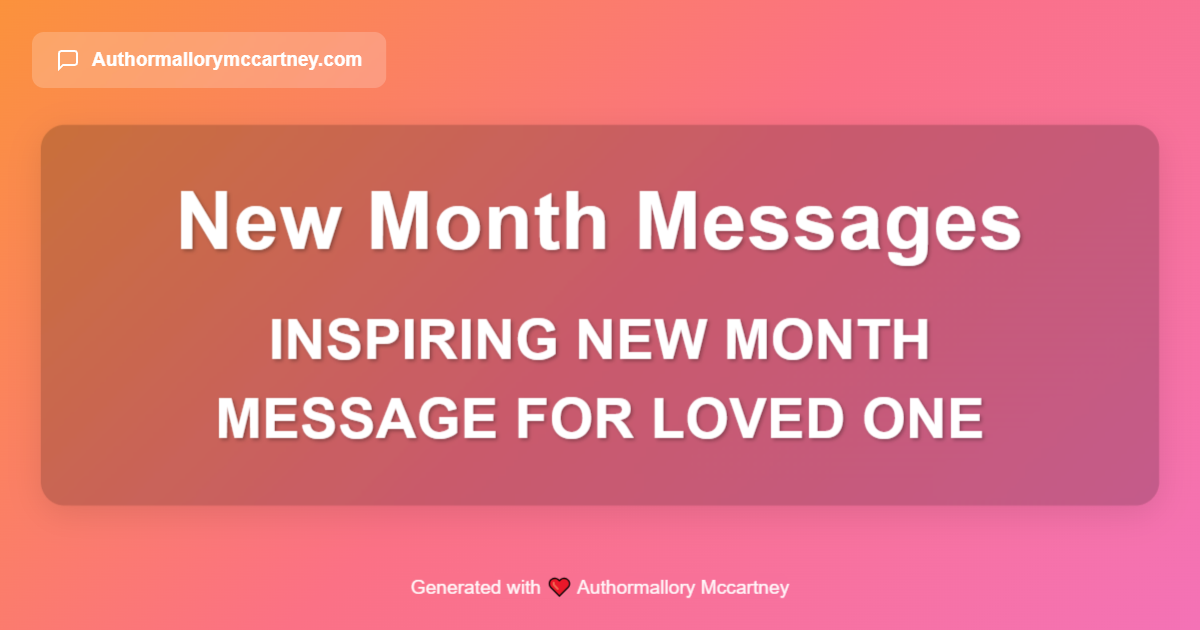 Authormallorymccartney.com
New Month Messages
INSPIRING NEW MONTH
MESSAGE FOR LOVED ONE
Generated with ❤️ Authormallory Mccartney